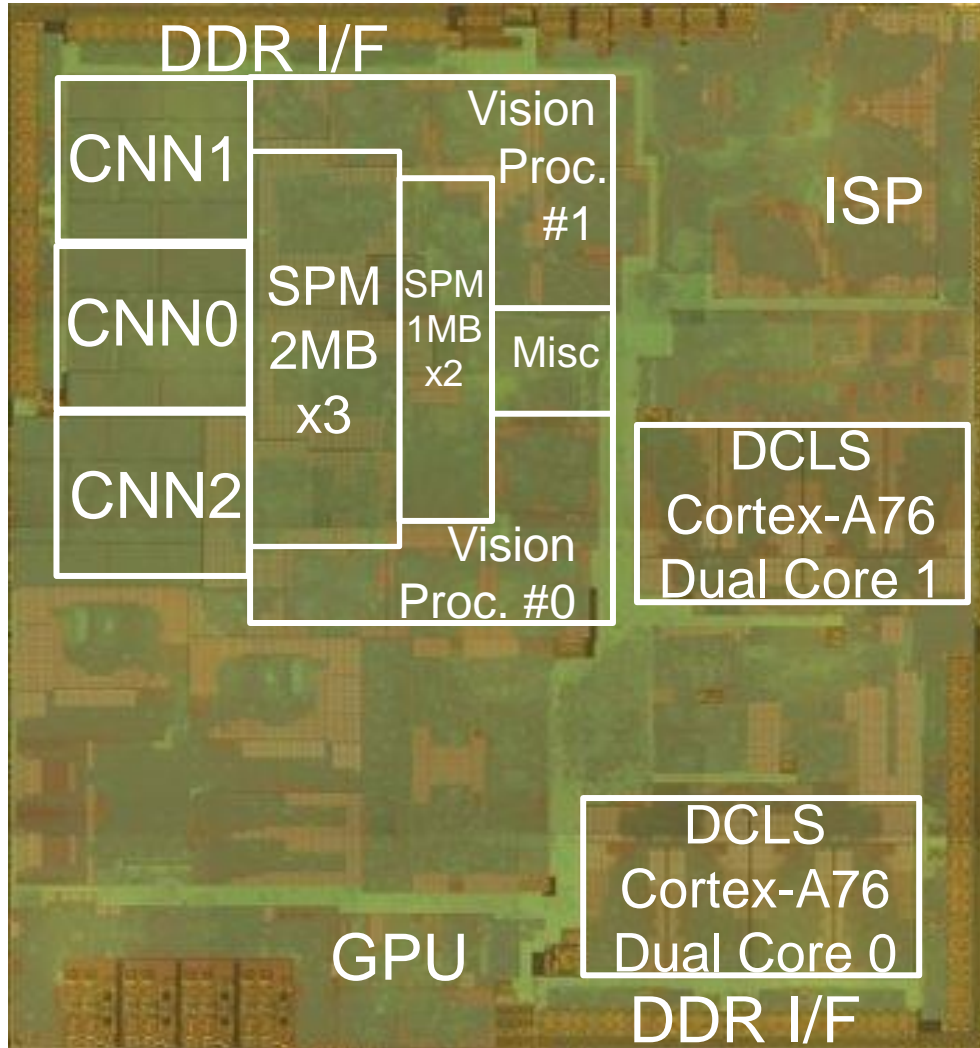 DDR I/F
CNN1
Vision
Proc.
#1
ISP
SPM
2MB
x3
SPM
1MB
x2
CNN0
Misc
CNN2
DCLS
Cortex-A76
Dual Core 1
Vision
Proc. #0
DCLS
Cortex-A76
Dual Core 0
GPU
DDR I/F